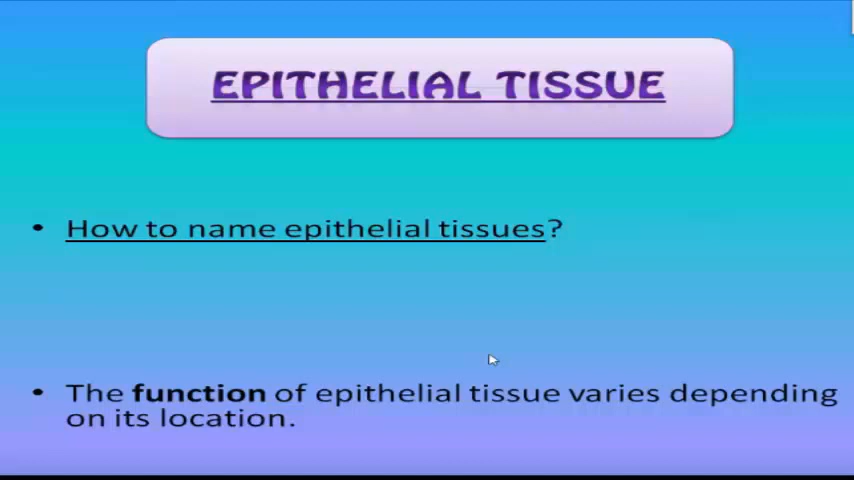 EPITHELIAL TISSUE
• How to name epithelial tissues?
• The function of epithelial tissue varies depending
on its location.